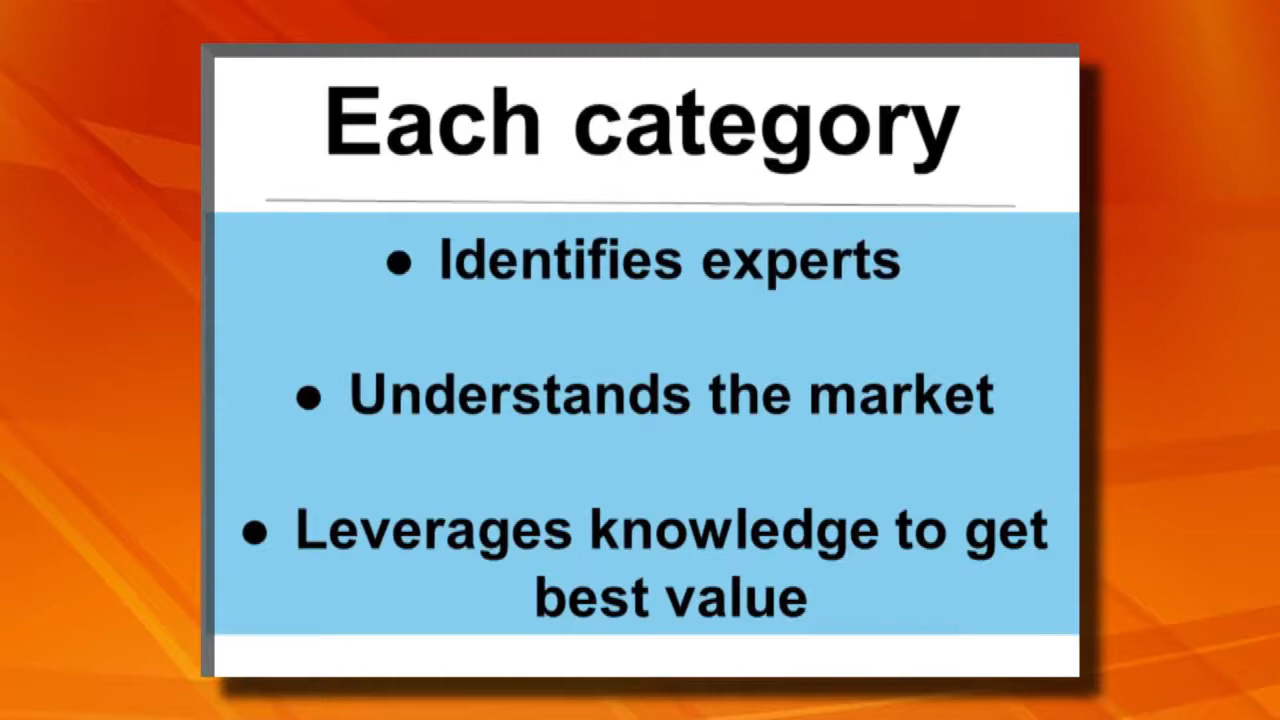 Each category
● Identifies experts
● Understands the market
● Leverages knowledge to get
best value